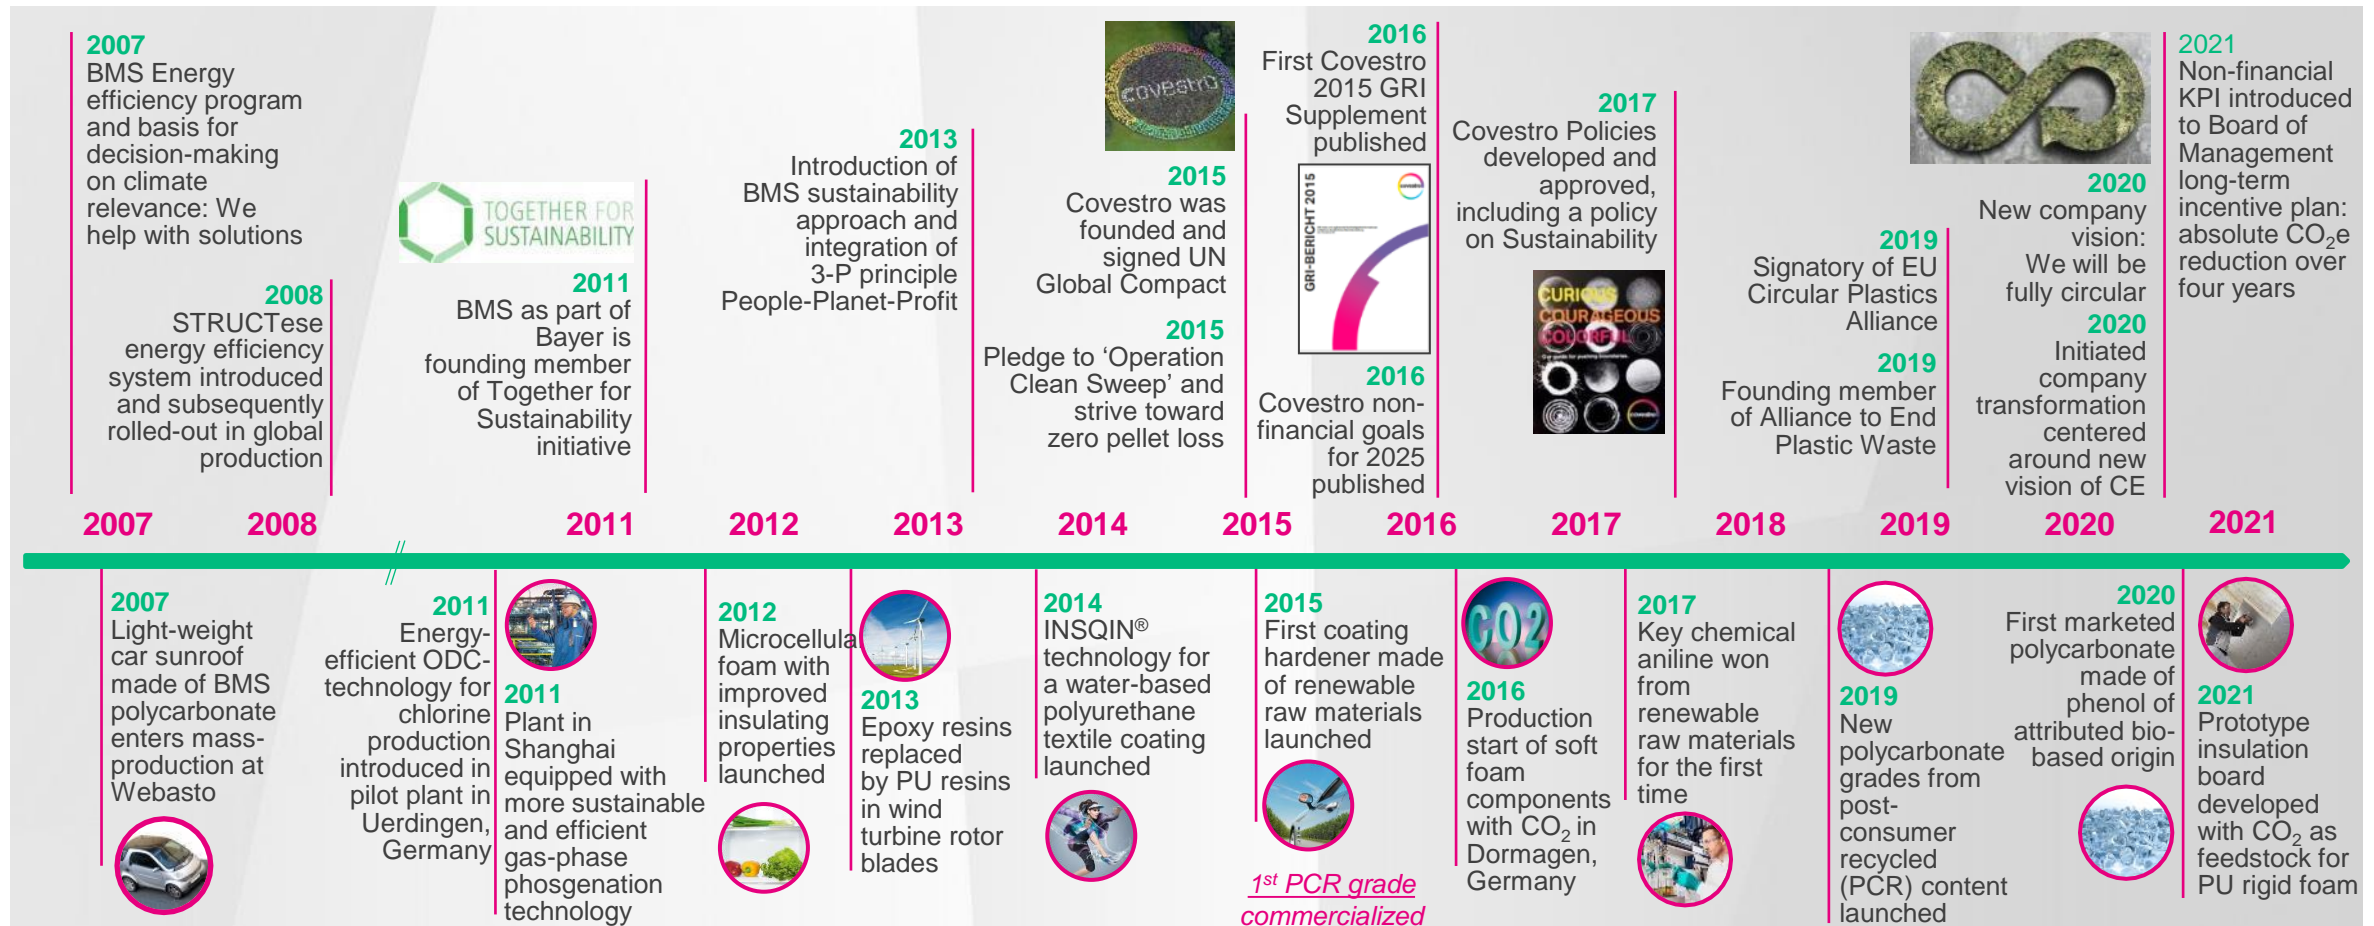 2007
BMS Energy
efficiency program
and basis for
decision-making
on climate
relevance: We
help with solutions
2008
STRUCTese
energy efficiency
system introduced
and subsequently
rolled-out in global
production
TOGETHER FOR
SUSTAINABILITY
2011
BMS as part of
Bayer is
founding member
of Together for
Sustainability
initiative
2013
Introduction of
BMS sustainability
approach and
integration of
3-P principle
People-Planet-Profit
covestro
2015
Covestro was
founded and
signed UN
Global Compact
2015
Pledge to ‘Operation
Clean Sweep’ and
strive toward
zero pellet loss
2016
First Covestro
2015 GRI
Supplement
published
GRI-BERICHT 2015
covestro
2016
Covestro non-
financial goals
for 2025
published
2017
Covestro Policies
developed and
approved,
including a policy
on Sustainability
CURIOUS
COURAGEOUS
COLORFUL
Our guide for pushing boundaries.
covestro
2019
Signatory of EU
Circular Plastics
Alliance
2019
Founding member
of Alliance to End
Plastic Waste
2020
New company
vision:
We will be
fully circular
2020
Initiated
company
transformation
centered
around new
vision of CE
2021
Non-financial
KPI introduced
to Board of
Management
long-term
incentive plan:
absolute CO₂e
reduction over
four years
2007 2008 2011 2012 2013 2014 2015 2016 2017 2018 2019 2020 2021
2007
Light-weight
car sunroof
made of BMS
polycarbonate
enters mass-
production at
Webasto
2011
Energy-
efficient ODC-
technology for
chlorine
production
introduced in
pilot plant in
Uerdingen,
Germany
2011
Plant in
Shanghai
equipped with
more sustainable
and efficient
gas-phase
phosgenation
technology
2012
Microcellula
foam with
improved
insulating
properties
launched
2013
Epoxy resins
replaced
by PU resins
in wind
turbine rotor
blades
2014
INSQIN®
technology for
a water-based
polyurethane
textile coating
launched
2015
First coating
hardener made
of renewable
raw materials
launched
1st PCR grade
commercialized
CO2
2016
Production
start of soft
foam
components
with CO₂ in
Dormagen,
Germany
2017
Key chemical
aniline won
from
renewable
raw materials
for the first
time
2019
New
polycarbonate
grades from
post-
consumer
recycled
(PCR) content
launched
2020
First marketed
polycarbonate
made of
phenol of
attributed bio-
based origin
2021
Prototype
insulation
board
developed
with CO₂ as
feedstock for
PU rigid foam